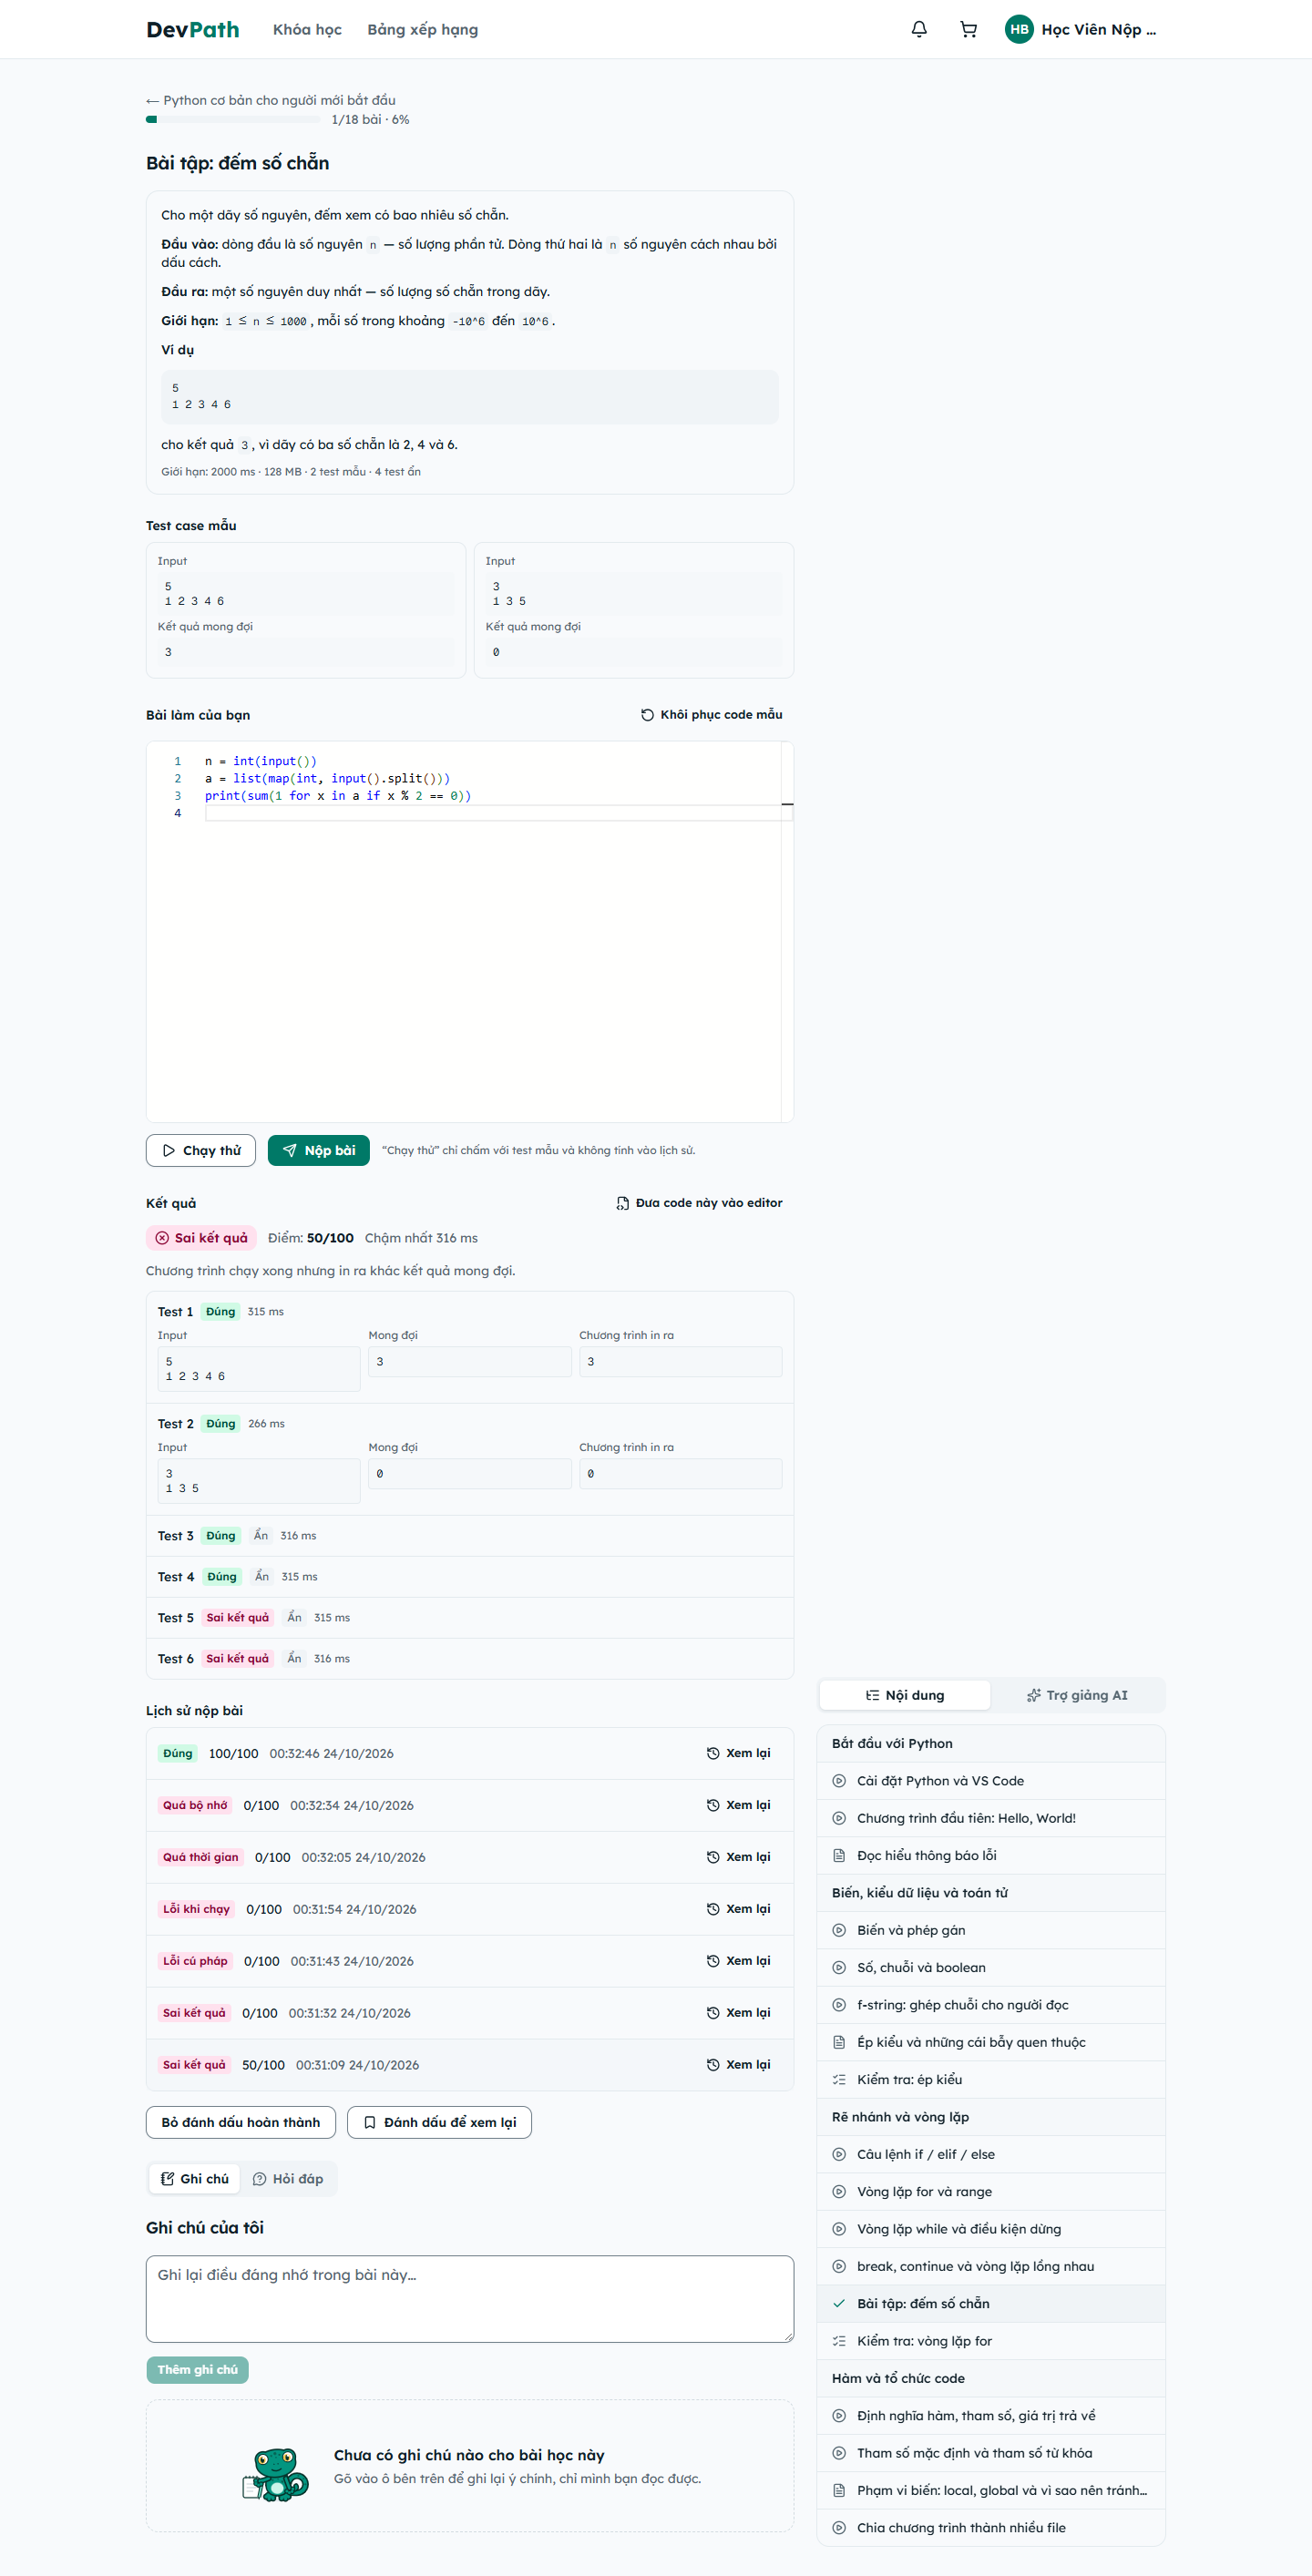 DevPath
Khóa học
Bảng xếp hạng
HB
Học Viên Nộp ...
← Python cơ bản cho người mới bắt đầu
1/18 bài · 6%
Bài tập: đếm số chẵn
Cho một dãy số nguyên, đếm xem có bao nhiêu số chẵn.
Đầu vào: dòng đầu là số nguyên n — số lượng phần tử. Dòng thứ hai là n số nguyên cách nhau bởi
dấu cách.
Đầu ra: một số nguyên duy nhất — số lượng số chẵn trong dãy.
Giới hạn: 1 ≤ n ≤ 1000, mỗi số trong khoảng -10^6 đến 10^6.
Ví dụ
5
1 2 3 4 6
cho kết quả 3, vì dãy có ba số chẵn là 2, 4 và 6.
Giới hạn: 2000 ms · 128 MB · 2 test mẫu · 4 test ẩn
Test case mẫu
Input
5
1 2 3 4 6
Kết quả mong đợi
3
Input
3
1 3 5
Kết quả mong đợi
0
Bài làm của bạn
Khôi phục code mẫu
1 n = int(input())
2 a = list(map(int, input().split()))
3 print(sum(1 for x in a if x % 2 == 0))
4
Chạy thử
Nộp bài
“Chạy thử” chỉ chấm với test mẫu và không tính vào lịch sử.
Kết quả
Đưa code này vào editor
Sai kết quả
Điểm: 50/100
Chậm nhất 316 ms
Chương trình chạy xong nhưng in ra khác kết quả mong đợi.
Test 1 Đúng 315 ms
Input
5
1 2 3 4 6
Mong đợi
3
Chương trình in ra
3
Test 2 Đúng 266 ms
Input
3
1 3 5
Mong đợi
0
Chương trình in ra
0
Test 3 Đúng Ẩn 316 ms
Test 4 Đúng Ẩn 315 ms
Test 5 Sai kết quả Ẩn 315 ms
Test 6 Sai kết quả Ẩn 316 ms
Lịch sử nộp bài
Đúng 100/100 00:32:46 24/10/2026 Xem lại
Quá bộ nhớ 0/100 00:32:34 24/10/2026 Xem lại
Quá thời gian 0/100 00:32:05 24/10/2026 Xem lại
Lỗi khi chạy 0/100 00:31:54 24/10/2026 Xem lại
Lỗi cú pháp 0/100 00:31:43 24/10/2026 Xem lại
Sai kết quả 0/100 00:31:32 24/10/2026 Xem lại
Sai kết quả 50/100 00:31:09 24/10/2026 Xem lại
Bỏ đánh dấu hoàn thành
Đánh dấu để xem lại
Ghi chú
Hỏi đáp
Ghi chú của tôi
Ghi lại điều đáng nhớ trong bài này...
Thêm ghi chú
Chưa có ghi chú nào cho bài học này
Gõ vào ô bên trên để ghi lại ý chính, chỉ mình bạn đọc được.
Nội dung
Trợ giảng AI
Bắt đầu với Python
Cài đặt Python và VS Code
Chương trình đầu tiên: Hello, World!
Đọc hiểu thông báo lỗi
Biến, kiểu dữ liệu và toán tử
Biến và phép gán
Số, chuỗi và boolean
f-string: ghép chuỗi cho người đọc
Ép kiểu và những cái bẫy quen thuộc
Kiểm tra: ép kiểu
Rẽ nhánh và vòng lặp
Câu lệnh if / elif / else
Vòng lặp for và range
Vòng lặp while và điều kiện dừng
break, continue và vòng lặp lồng nhau
Bài tập: đếm số chẵn
Kiểm tra: vòng lặp for
Hàm và tổ chức code
Định nghĩa hàm, tham số, giá trị trả về
Tham số mặc định và tham số từ khóa
Phạm vi biến: local, global và vì sao nên tránh...
Chia chương trình thành nhiều file